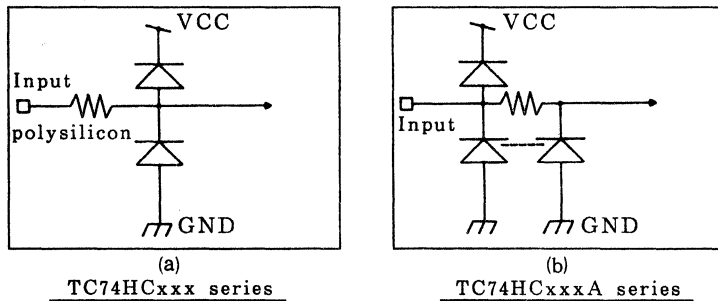 VCC
Input
polysilicon
GND
(a)
TC74HCxxx series
VCC
Input
GND
(b)
TC74HCxxxA series